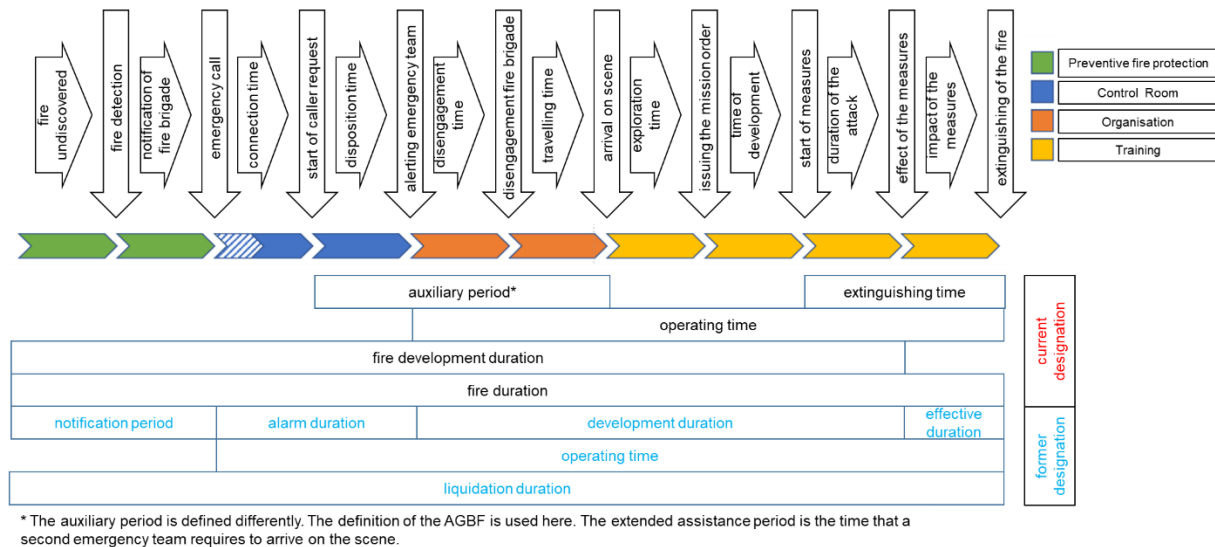 fire
undiscovered
fire detection
notification of
fire brigade
emergency call
connection time
start of caller request
disposition time
alerting emergency team
disengagement
time
disengagement fire brigade
travelling time
arrival on scene
exploration
time
issuing the mission order
time of
development
start of measures
duration of the
attack
effect of the measures
impact of the
measures
extinguishing of the fire
Preventive fire protection
Control Room
Organisation
Training
auxiliary period*
extinguishing time
operating time
fire development duration
fire duration
current
designation
notification period
alarm duration
development duration
effective
duration
operating time
liquidation duration
former
designation
* The auxiliary period is defined differently. The definition of the AGBF is used here. The extended assistance period is the time that a
second emergency team requires to arrive on the scene.